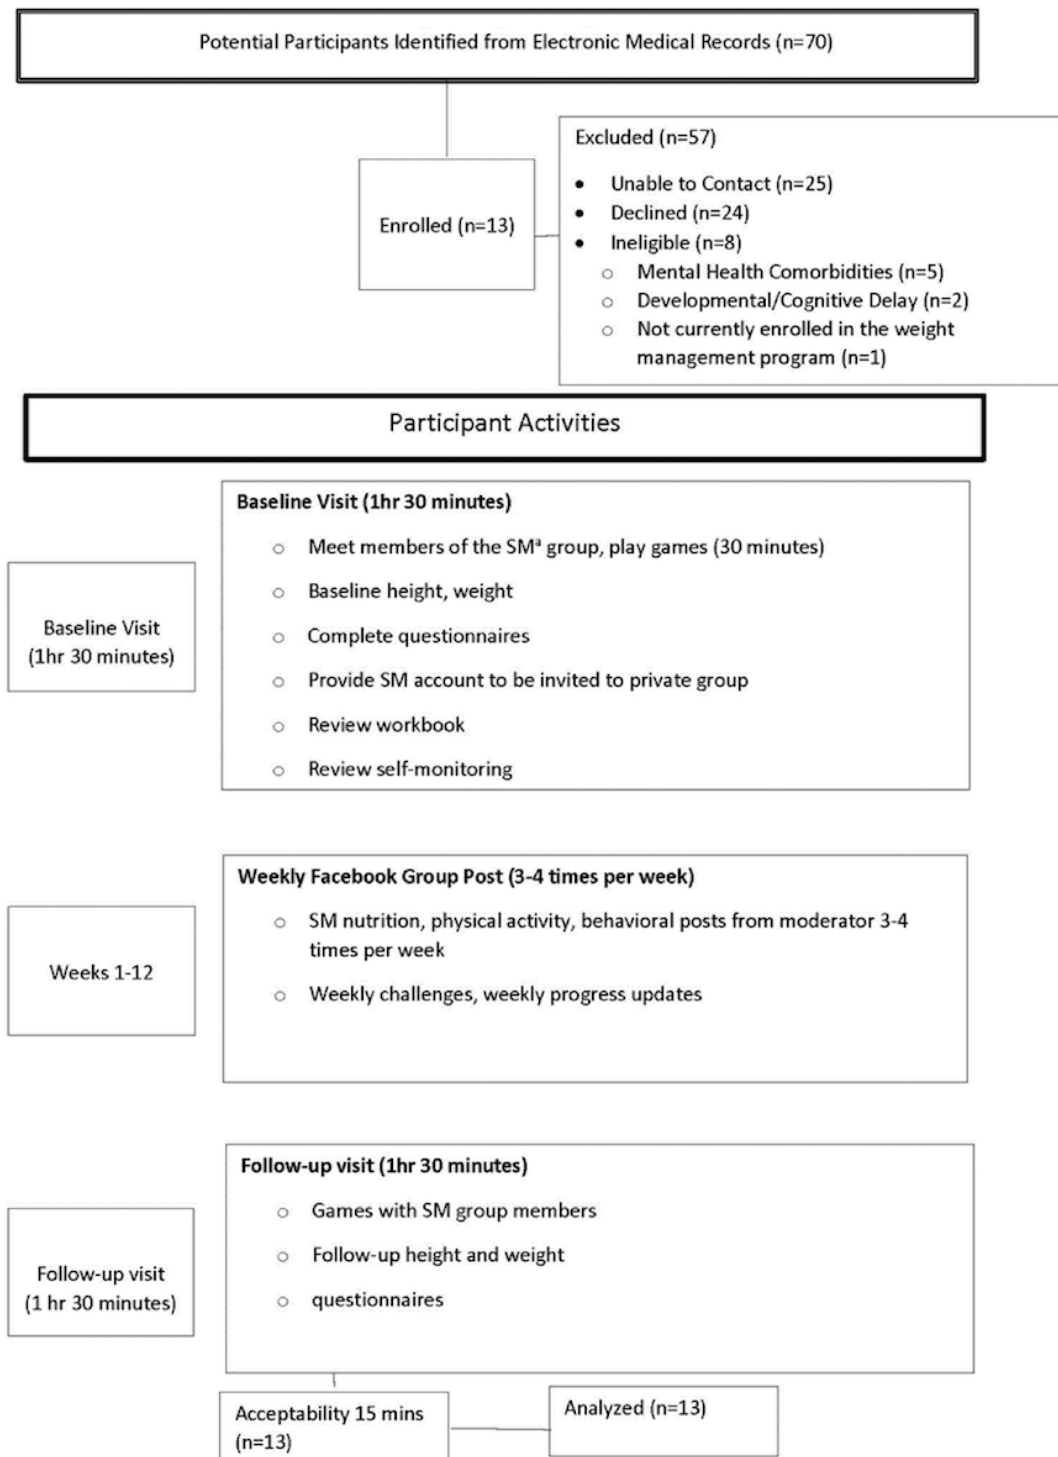 Potential Participants Identified from Electronic Medical Records (n=70)
Enrolled (n=13)
Excluded (n=57)
• Unable to Contact (n=25)
• Declined (n=24)
• Ineligible (n=8)
o Mental Health Comorbidities (n=5)
o Developmental/Cognitive Delay (n=2)
o Not currently enrolled in the weight
management program (n=1)
Participant Activities
Baseline Visit
(1hr 30 minutes)
Baseline Visit (1hr 30 minutes)
o Meet members of the SMª group, play games (30 minutes)
o Baseline height, weight
o Complete questionnaires
o Provide SM account to be invited to private group
o Review workbook
o Review self-monitoring
Weeks 1-12
Weekly Facebook Group Post (3-4 times per week)
o SM nutrition, physical activity, behavioral posts from moderator 3-4
times per week
o Weekly challenges, weekly progress updates
Follow-up visit
(1 hr 30 minutes)
Follow-up visit (1hr 30 minutes)
o Games with SM group members
o Follow-up height and weight
o questionnaires
Acceptability 15 mins
(n=13)
Analyzed (n=13)